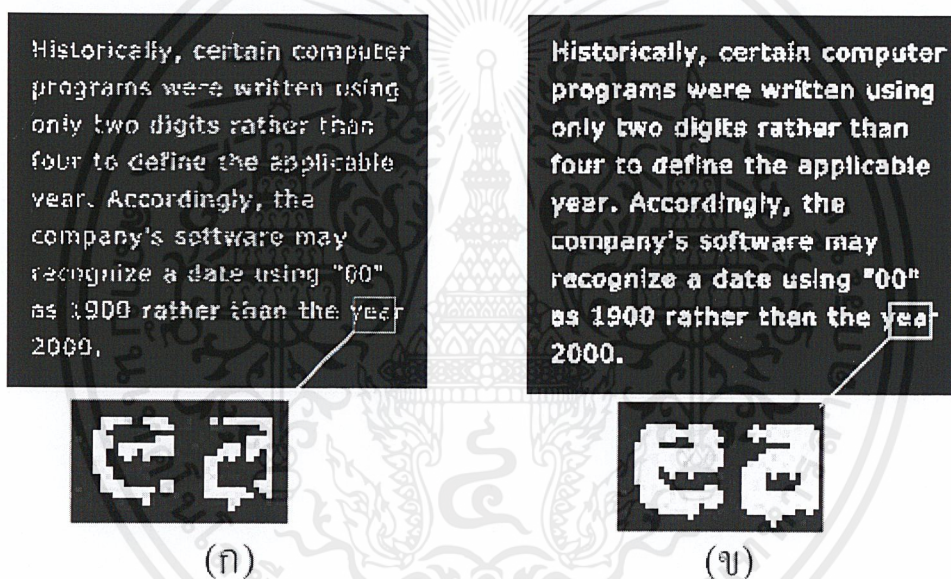 Historically, certain computer
programs were written using
only two digits rather than
four to define the applicable
year. Accordingly, the
company's software may
recognize a date using "00"
as 1900 rather than the year
2000.
ea
(ก)
Historically, certain computer
programs were written using
only two digits rather than
four to define the applicable
year. Accordingly, the
company's software may
recognize a date using "00"
as 1900 rather than the year
2000.
ea
(ข)